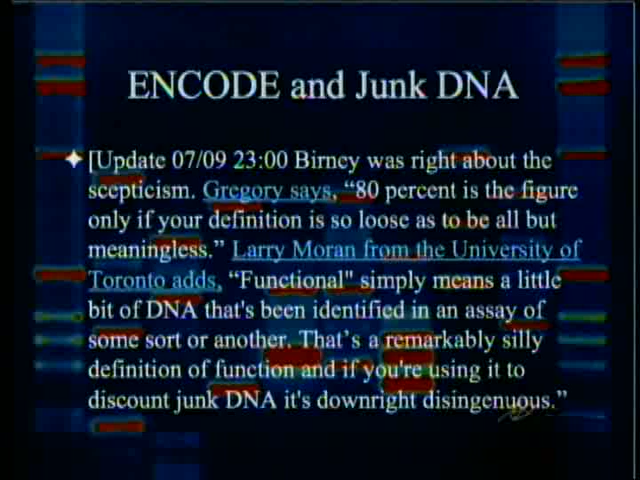 ENCODE and Junk DNA
[Update 07/09 23:00 Birney was right about the
scepticism. Gregory says, “80 percent is the figure
only if your definition is so loose as to be all but
meaningless.” Larry Moran from the University of
Toronto adds, “Functional" simply means a little
bit of DNA that's been identified in an assay of
some sort or another. That’s a remarkably silly
definition of function and if you're using it to
discount junk DNA it's downright disingenuous.”